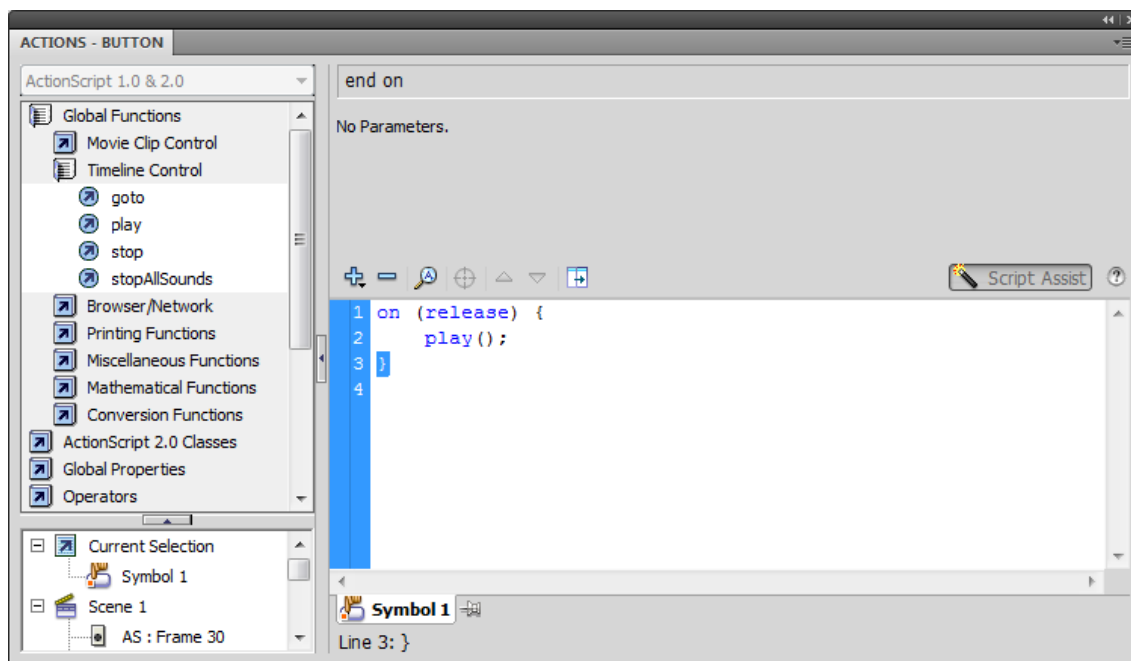 ACTIONS - BUTTON
ActionScript 1.0 & 2.0
Global Functions
Movie Clip Control
Timeline Control
goto
play
stop
stopAllSounds
Browser/Network
Printing Functions
Miscellaneous Functions
Mathematical Functions
Conversion Functions
ActionScript 2.0 Classes
Global Properties
Operators
Current Selection
Symbol 1
Scene 1
AS : Frame 30
end on
No Parameters.
Script Assist
1 on (release) {
2 play();
3 }
4
Symbol 1
Line 3: }